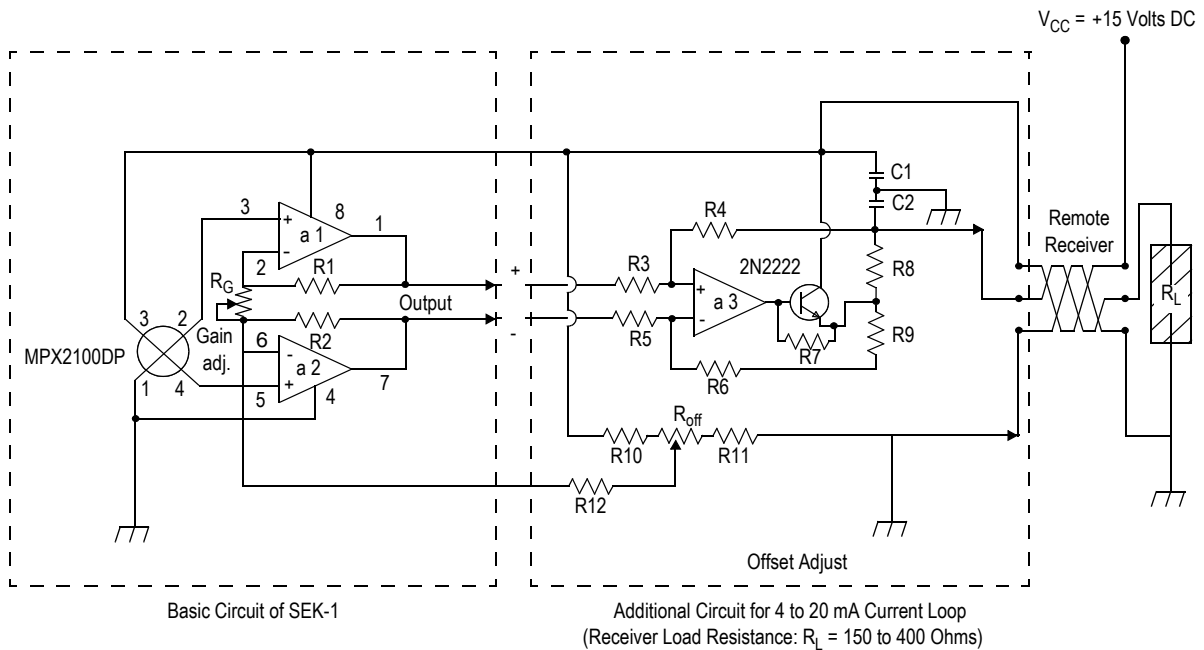 V_CC = +15 Volts DC
C1
C2
R4
3
+
8
a 1
1
-
2
R1
R_G
Output
+
R3
+
2N2222
R8
Remote
Receiver
a 3
R_L
3
2
Gain
adj.
R2
-
R5
-
R7
R9
MPX2100DP
6
-
a 2
7
R6
1
4
+
5
4
R_off
R10
R11
R12
Offset Adjust
Basic Circuit of SEK-1
Additional Circuit for 4 to 20 mA Current Loop
(Receiver Load Resistance: R_L = 150 to 400 Ohms)